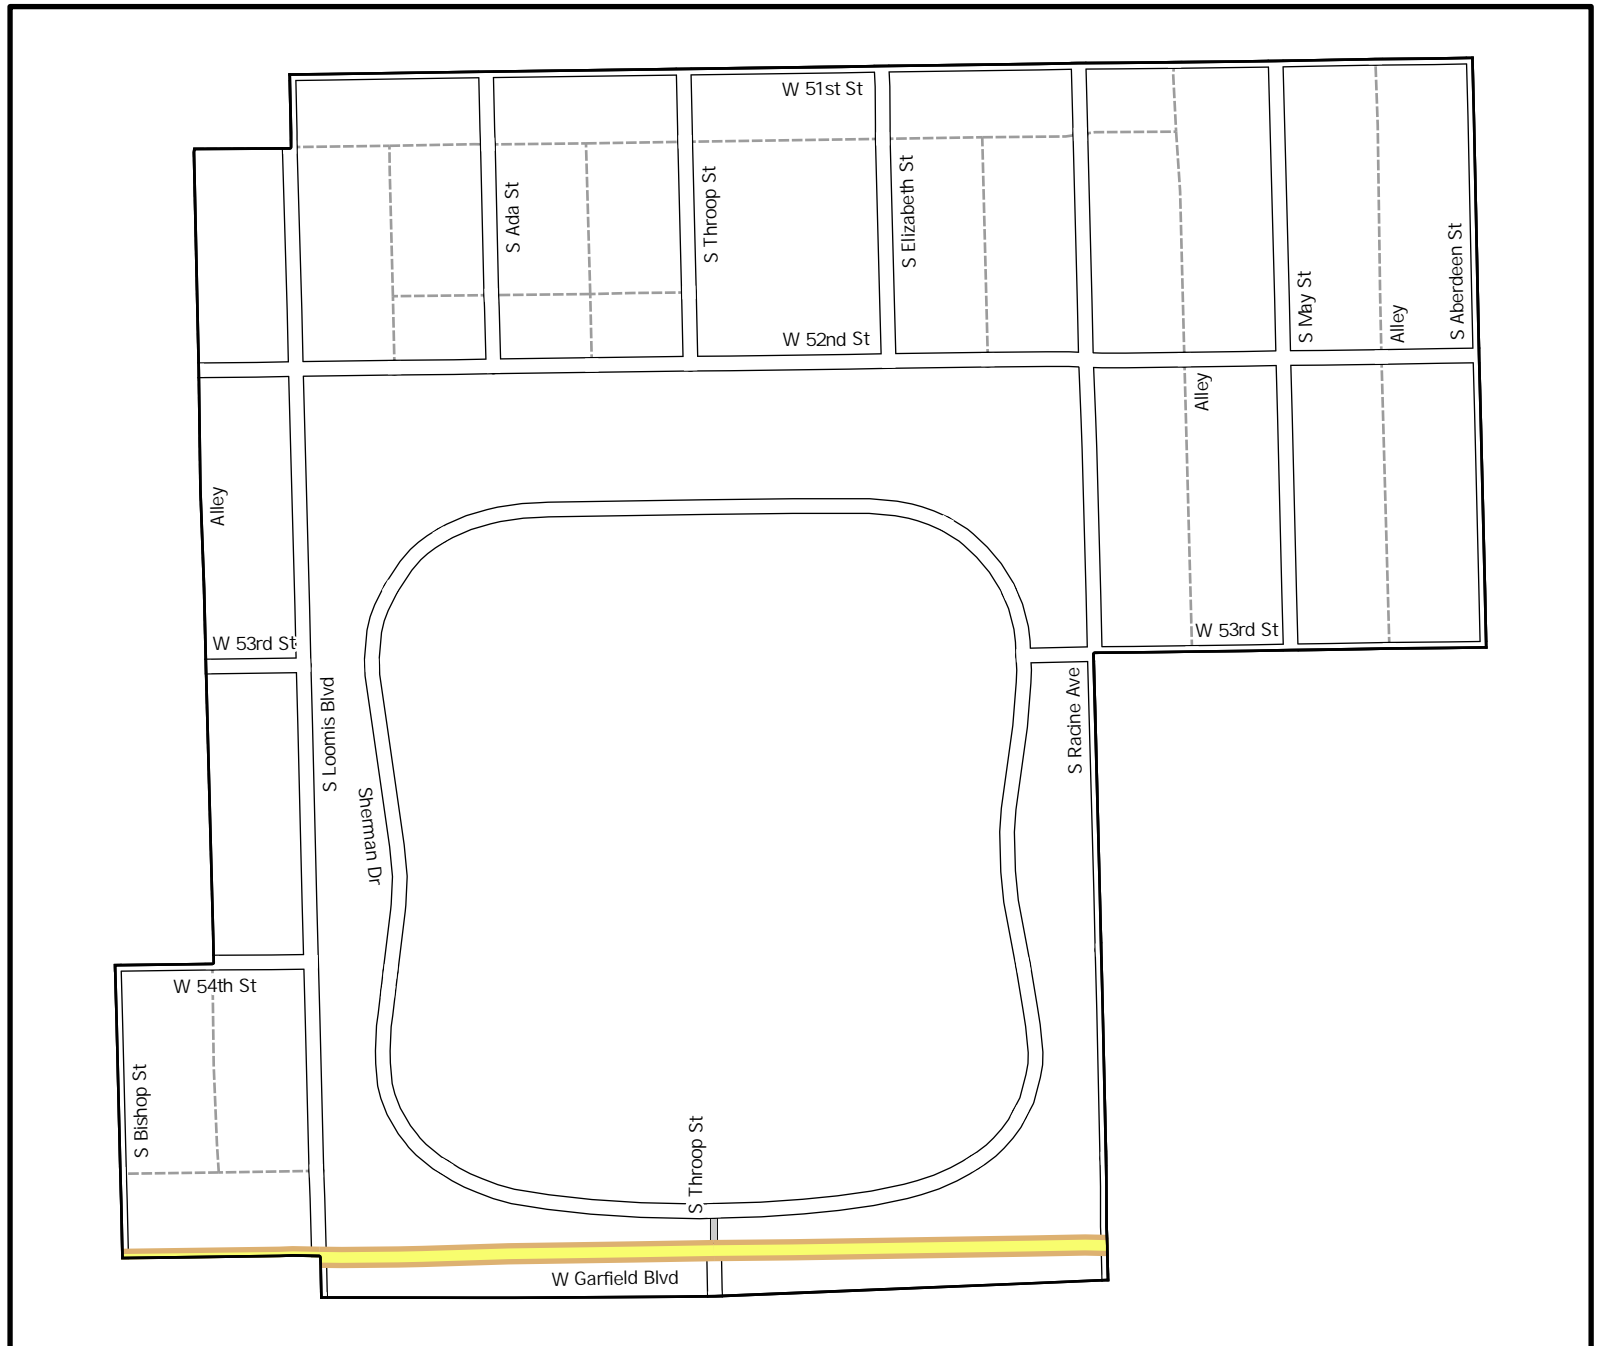 W 51st St
S Ada St
S Throop St
S Elizabeth St
S May St
Alley
S Aberdeen St
W 52nd St
Alley
Alley
W 53rd St
W 53rd St
S Loomis Blvd
S Racine Ave
Sherman Dr
W 54th St
S Bishop St
S Throop St
W Garfield Blvd